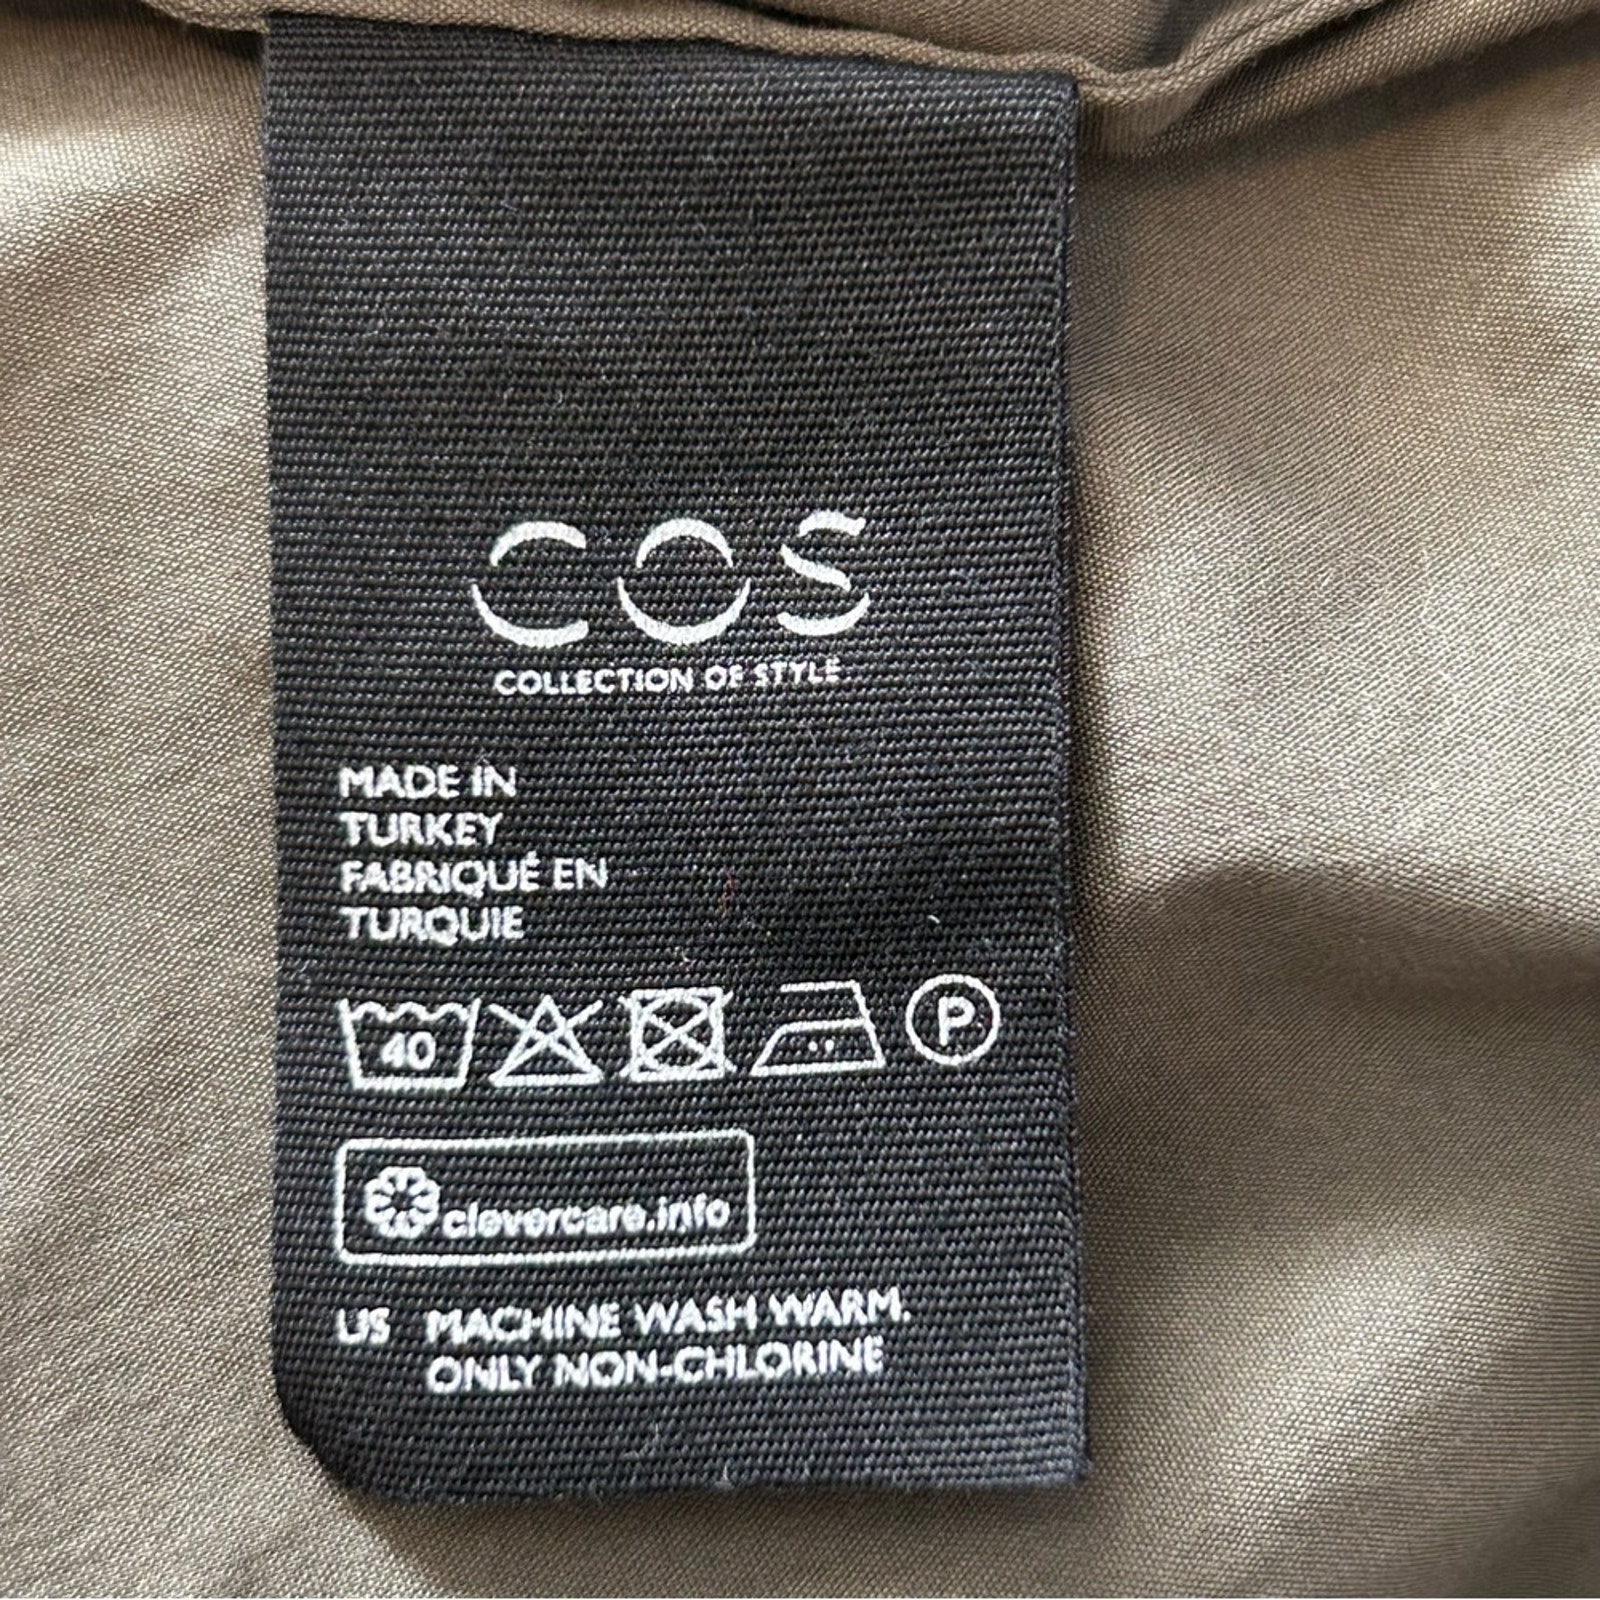 COS
COLLECTION OF STYLE
MADE IN
TURKEY
FABRIQUÉ EN
TURQUIE
40 P
clevercare.info
US MACHINE WASH WARM.
ONLY NON-CHLORINE